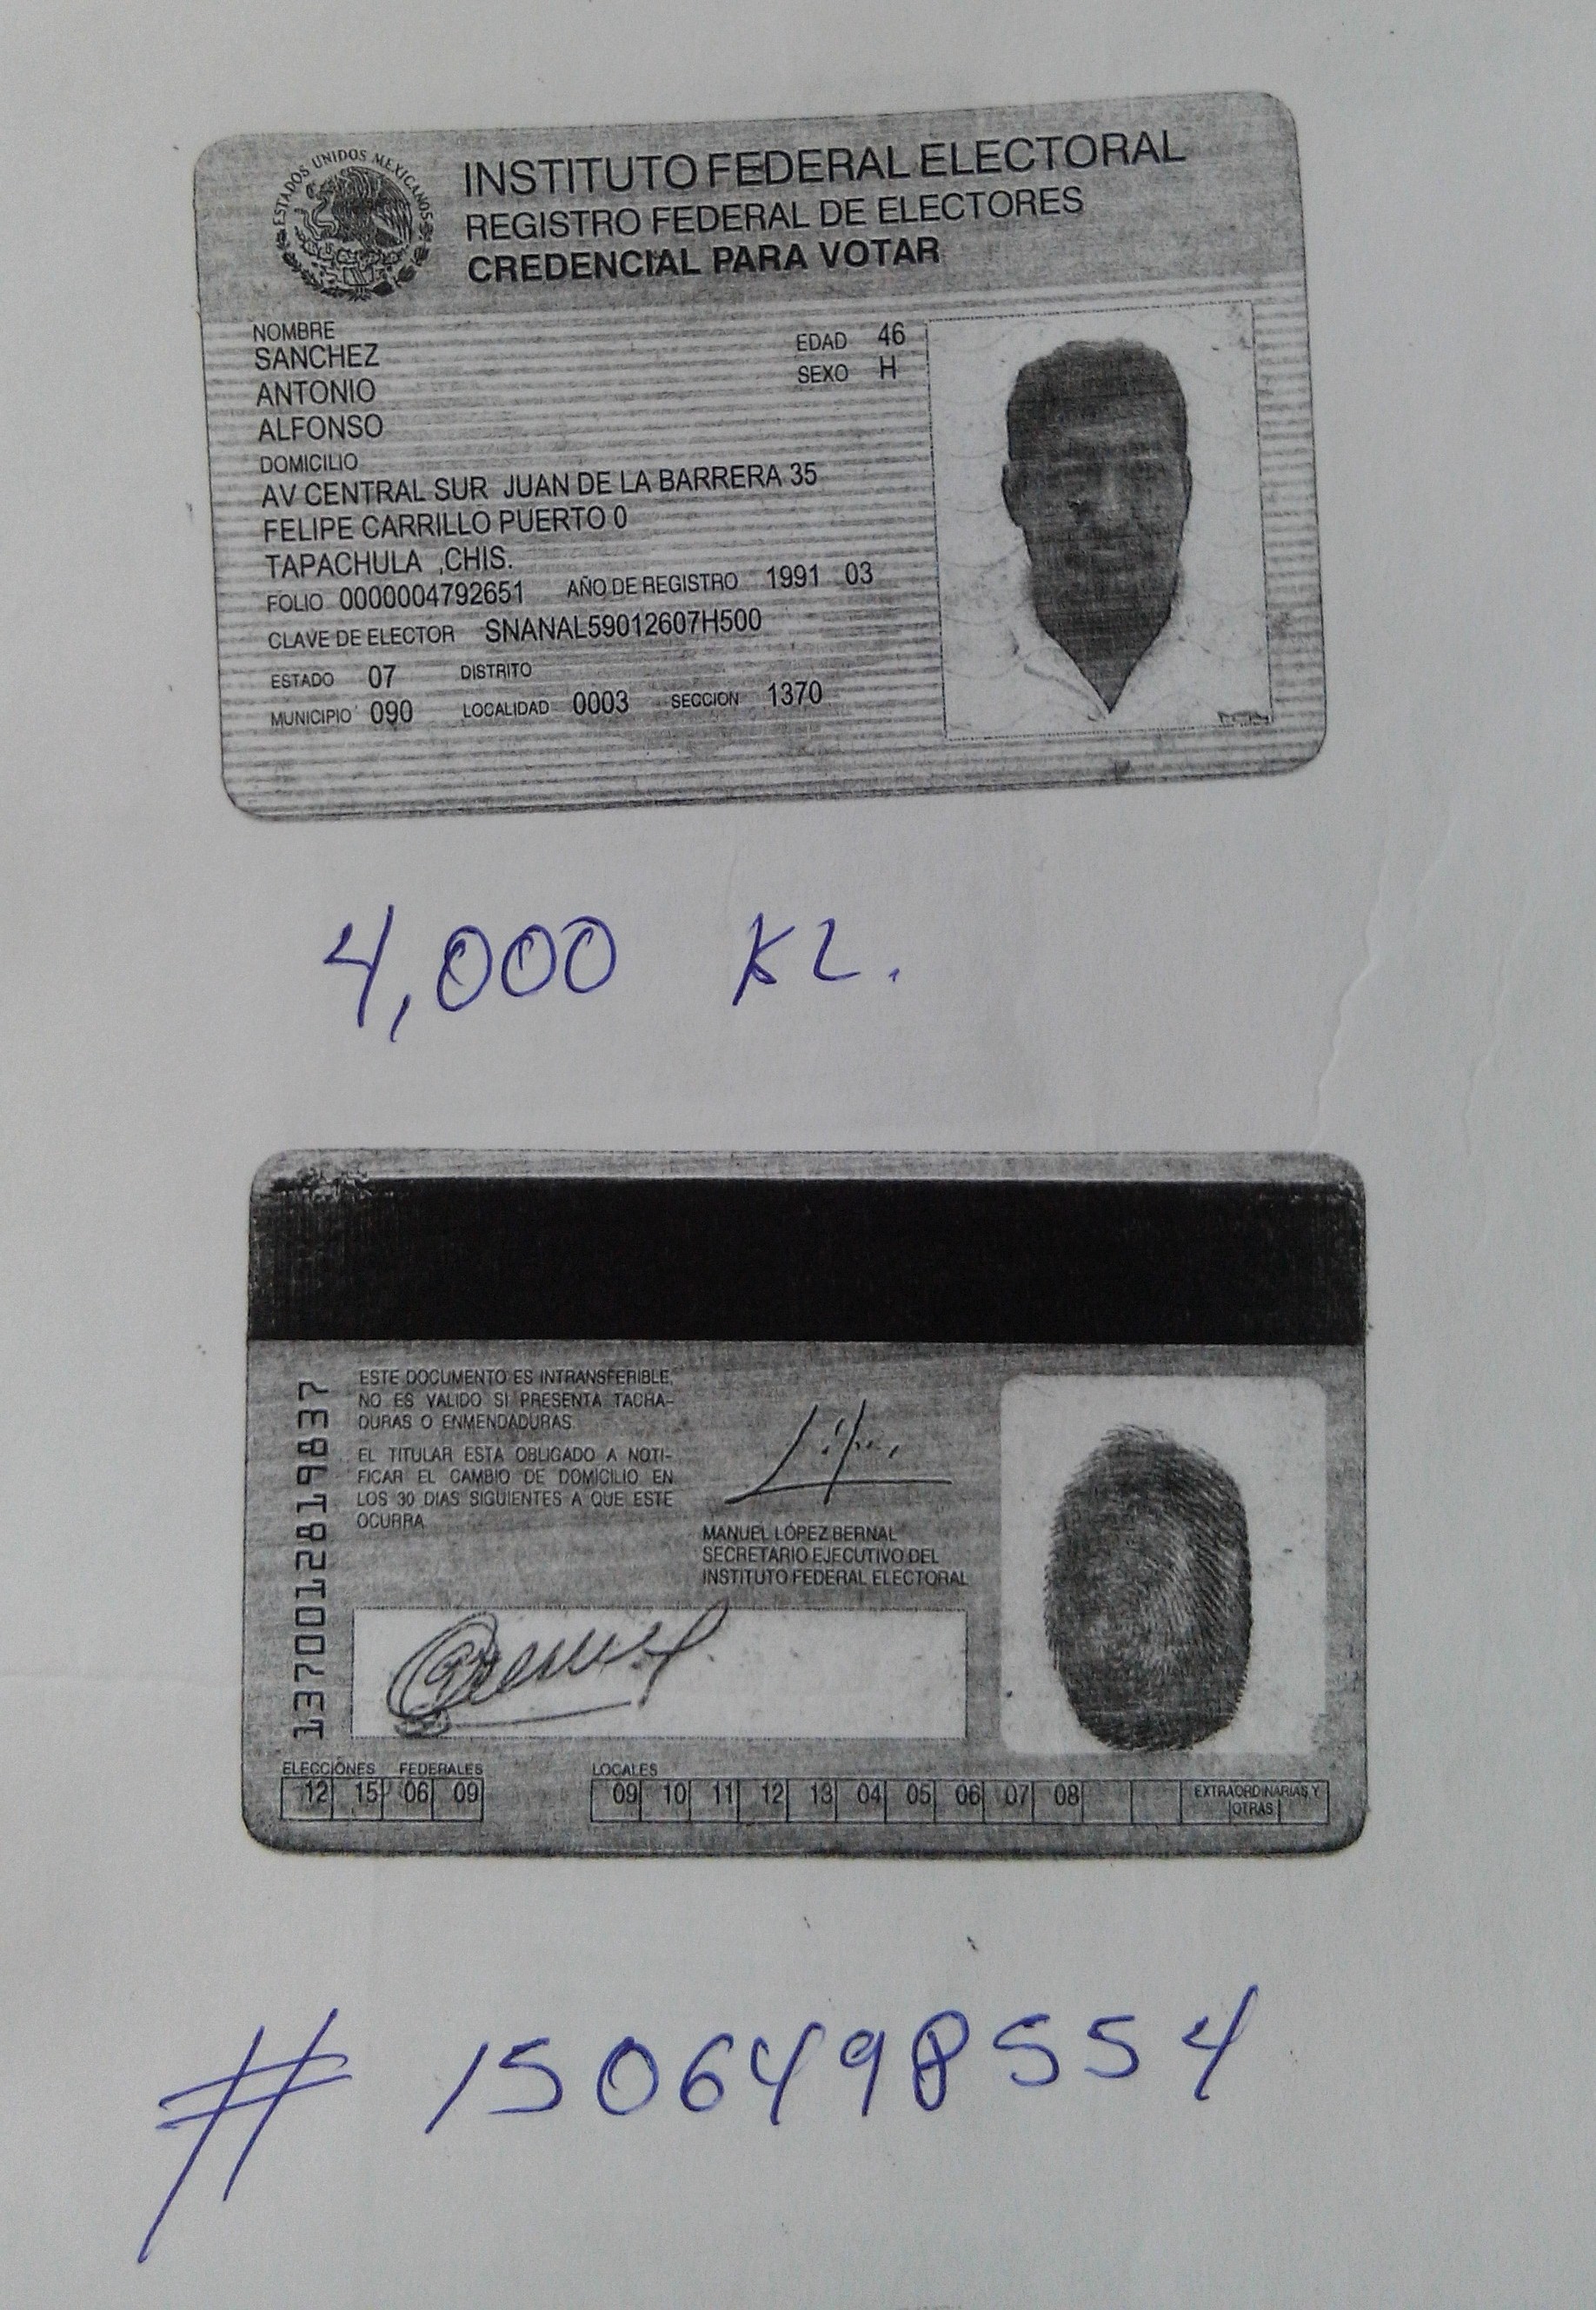 ESTADOS UNIDOS MEXICANOS
INSTITUTO FEDERAL ELECTORAL
REGISTRO FEDERAL DE ELECTORES
CREDENCIAL PARA VOTAR
NOMBRE
SANCHEZ
ANTONIO
ALFONSO
EDAD 46
SEXO H
DOMICILIO
AV CENTRAL SUR JUAN DE LA BARRERA 35
FELIPE CARRILLO PUERTO 0
TAPACHULA ,CHIS.
FOLIO 0000004792651 AÑO DE REGISTRO 1991 03
CLAVE DE ELECTOR SNANAL59012607H500
ESTADO 07 DISTRITO
MUNICIPIO 090 LOCALIDAD 0003 SECCION 1370
4,000 KL.
1370012819837
ESTE DOCUMENTO ES INTRANSFERIBLE,
NO ES VALIDO SI PRESENTA TACHA-
DURAS O ENMENDADURAS.
EL TITULAR ESTA OBLIGADO A NOTI-
FICAR EL CAMBIO DE DOMICILIO EN
LOS 30 DIAS SIGUIENTES A QUE ESTE
OCURRA
MANUEL LÓPEZ BERNAL
SECRETARIO EJECUTIVO DEL
INSTITUTO FEDERAL ELECTORAL
ELECCIONES FEDERALES
12 15 06 09
LOCALES
09 10 11 12 13 04 05 06 07 08
EXTRAORDINARIAS Y
OTRAS
# 1506498554